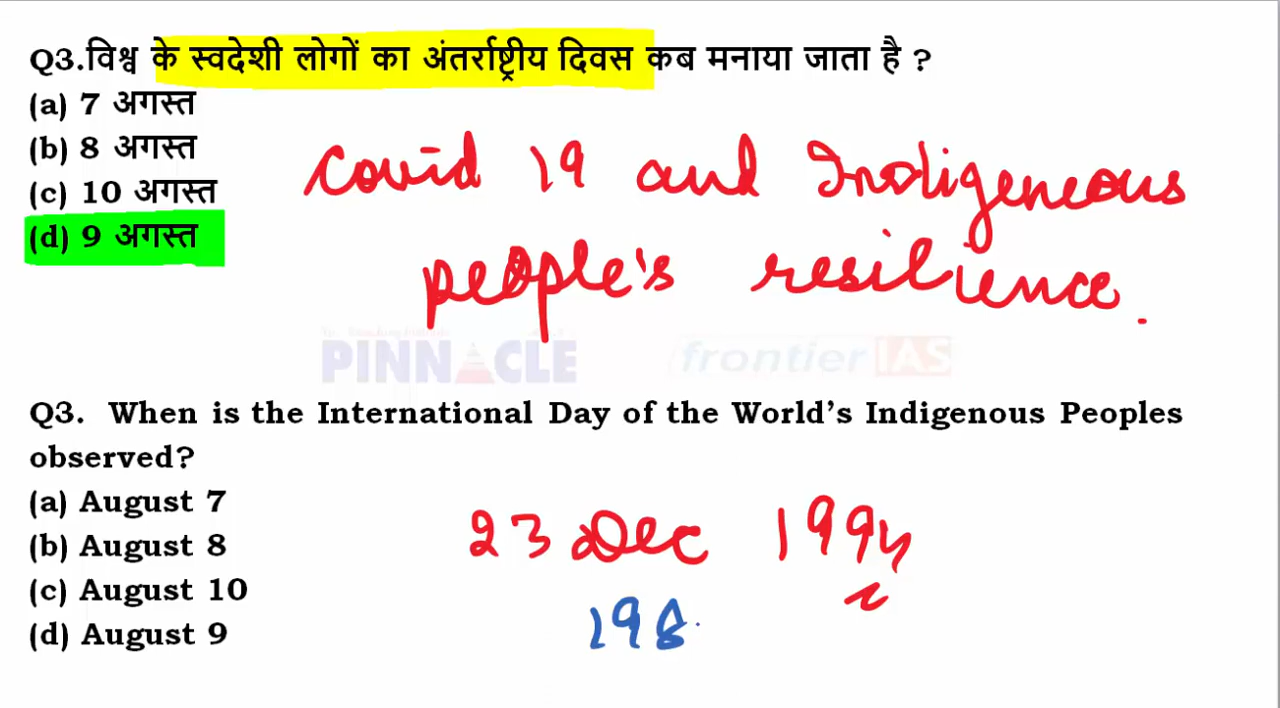 Q3.विश्व के स्वदेशी लोगों का अंतर्राष्ट्रीय दिवस कब मनाया जाता है ?
(a) 7 अगस्त
(b) 8 अगस्त
(c) 10 अगस्त
(d) 9 अगस्त
Covid 19 and Indigeneous
people's resilience.
PINNACLE frontier IAS
Q3. When is the International Day of the World's Indigenous Peoples
observed?
(a) August 7
(b) August 8
(c) August 10
(d) August 9
23 Dec 1994
198